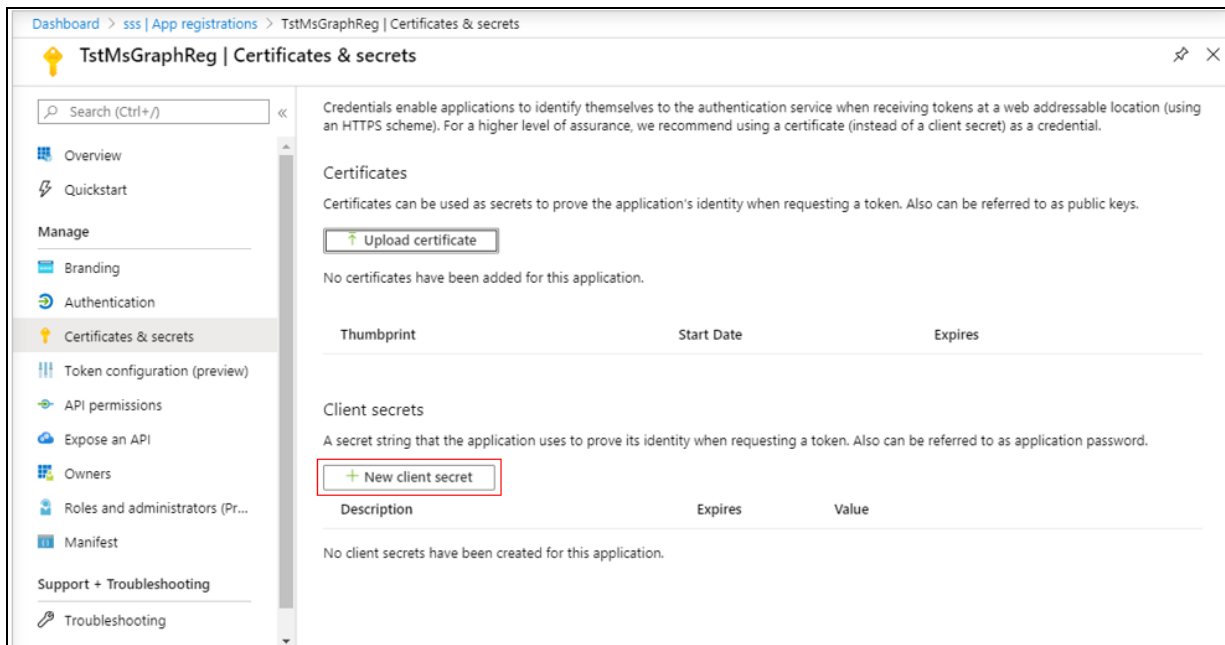 Dashboard > sss | App registrations > TstMsGraphReg | Certificates & secrets
TstMsGraphReg | Certificates & secrets
Search (Ctrl+/)
«
Overview
Quickstart
Manage
Branding
Authentication
Certificates & secrets
Token configuration (preview)
API permissions
Expose an API
Owners
Roles and administrators (Pr...
Manifest
Support + Troubleshooting
Troubleshooting
Credentials enable applications to identify themselves to the authentication service when receiving tokens at a web addressable location (using
an HTTPS scheme). For a higher level of assurance, we recommend using a certificate (instead of a client secret) as a credential.
Certificates
Certificates can be used as secrets to prove the application's identity when requesting a token. Also can be referred to as public keys.
Upload certificate
No certificates have been added for this application.
Thumbprint Start Date Expires
Client secrets
A secret string that the application uses to prove its identity when requesting a token. Also can be referred to as application password.
+ New client secret
Description Expires Value
No client secrets have been created for this application.